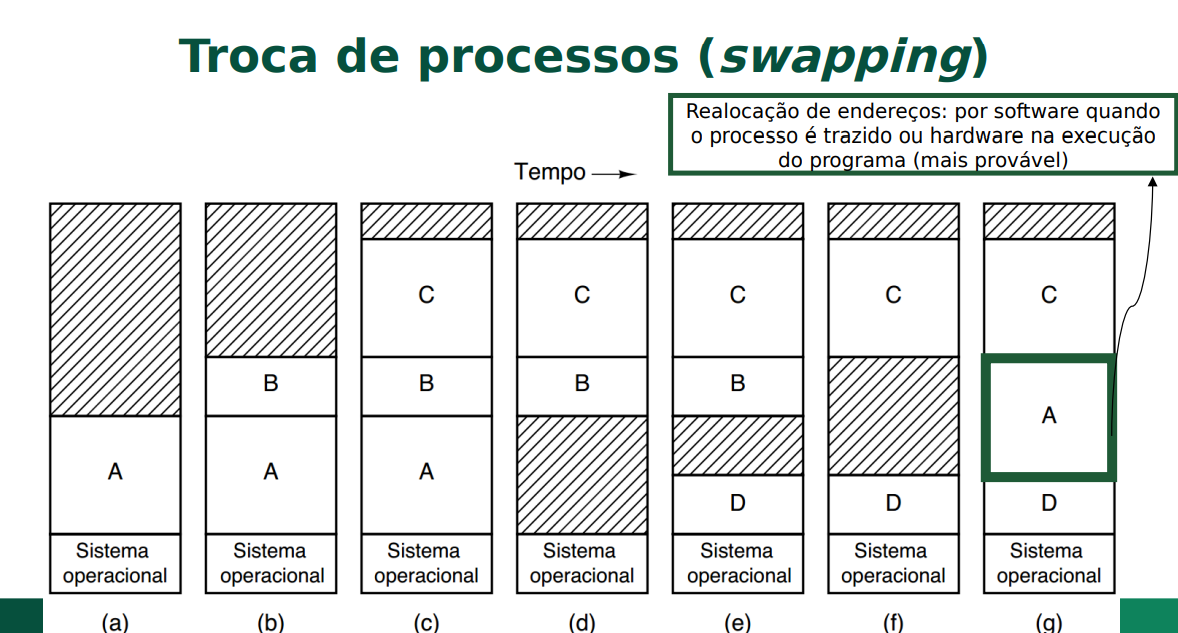 Troca de processos (swapping)
Realocação de endereços: por software quando
o processo é trazido ou hardware na execução
do programa (mais provável)
Tempo
A
Sistema
operacional
(a)
B
A
Sistema
operacional
(b)
C
B
A
Sistema
operacional
(c)
C
B
Sistema
operacional
(d)
C
B
D
Sistema
operacional
(e)
C
D
Sistema
operacional
(f)
C
A
D
Sistema
operacional
(g)